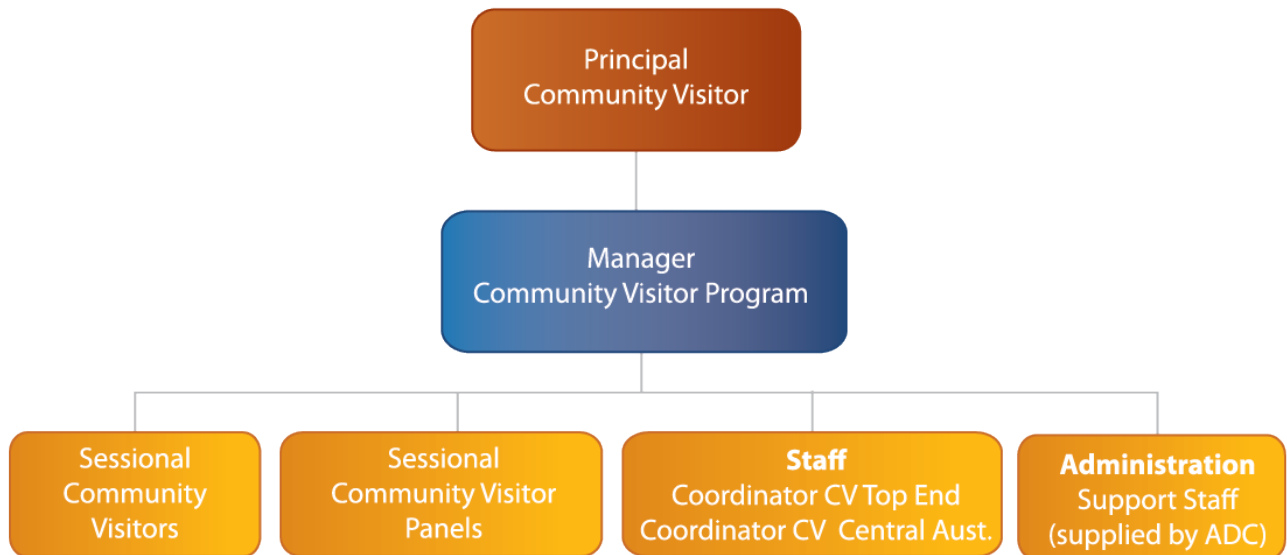 Principal
Community Visitor
Manager
Community Visitor Program
Sessional
Community
Visitors
Sessional
Community Visitor
Panels
Staff
Coordinator CV Top End
Coordinator CV Central Aust.
Administration
Support Staff
(supplied by ADC)